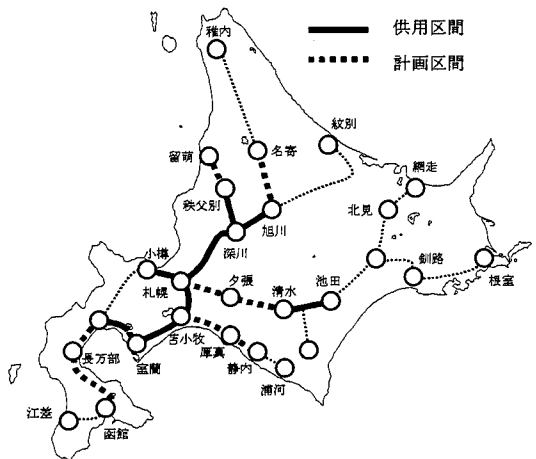 稚内
供用区間
計画区間
紋別
名寄
留萌
網走
秩父別
北見
旭川
深川
小樽
札幌
夕張
清水
池田
釧路
根室
苫小牧
厚真
静内
浦河
長万部
室蘭
江差
函館